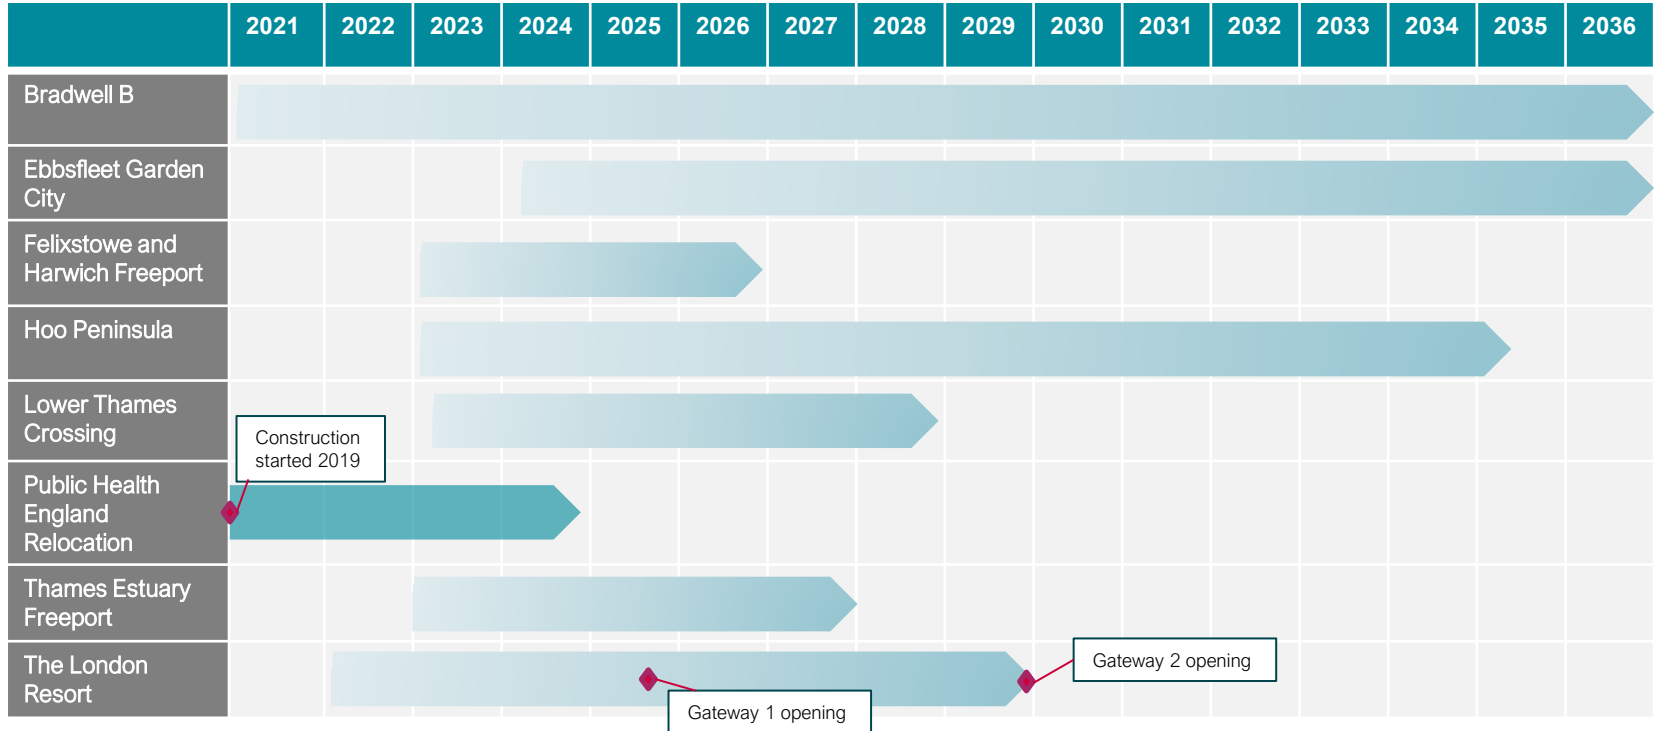 2021 2022 2023 2024 2025 2026 2027 2028 2029 2030 2031 2032 2033 2034 2035 2036
Bradwell B
Ebbsfleet Garden
City
Felixstowe and
Harwich Freeport
Hoo Peninsula
Lower Thames
Crossing
Construction
started 2019
Public Health
England
Relocation
Thames Estuary
Freeport
The London
Resort
Gateway 1 opening
Gateway 2 opening